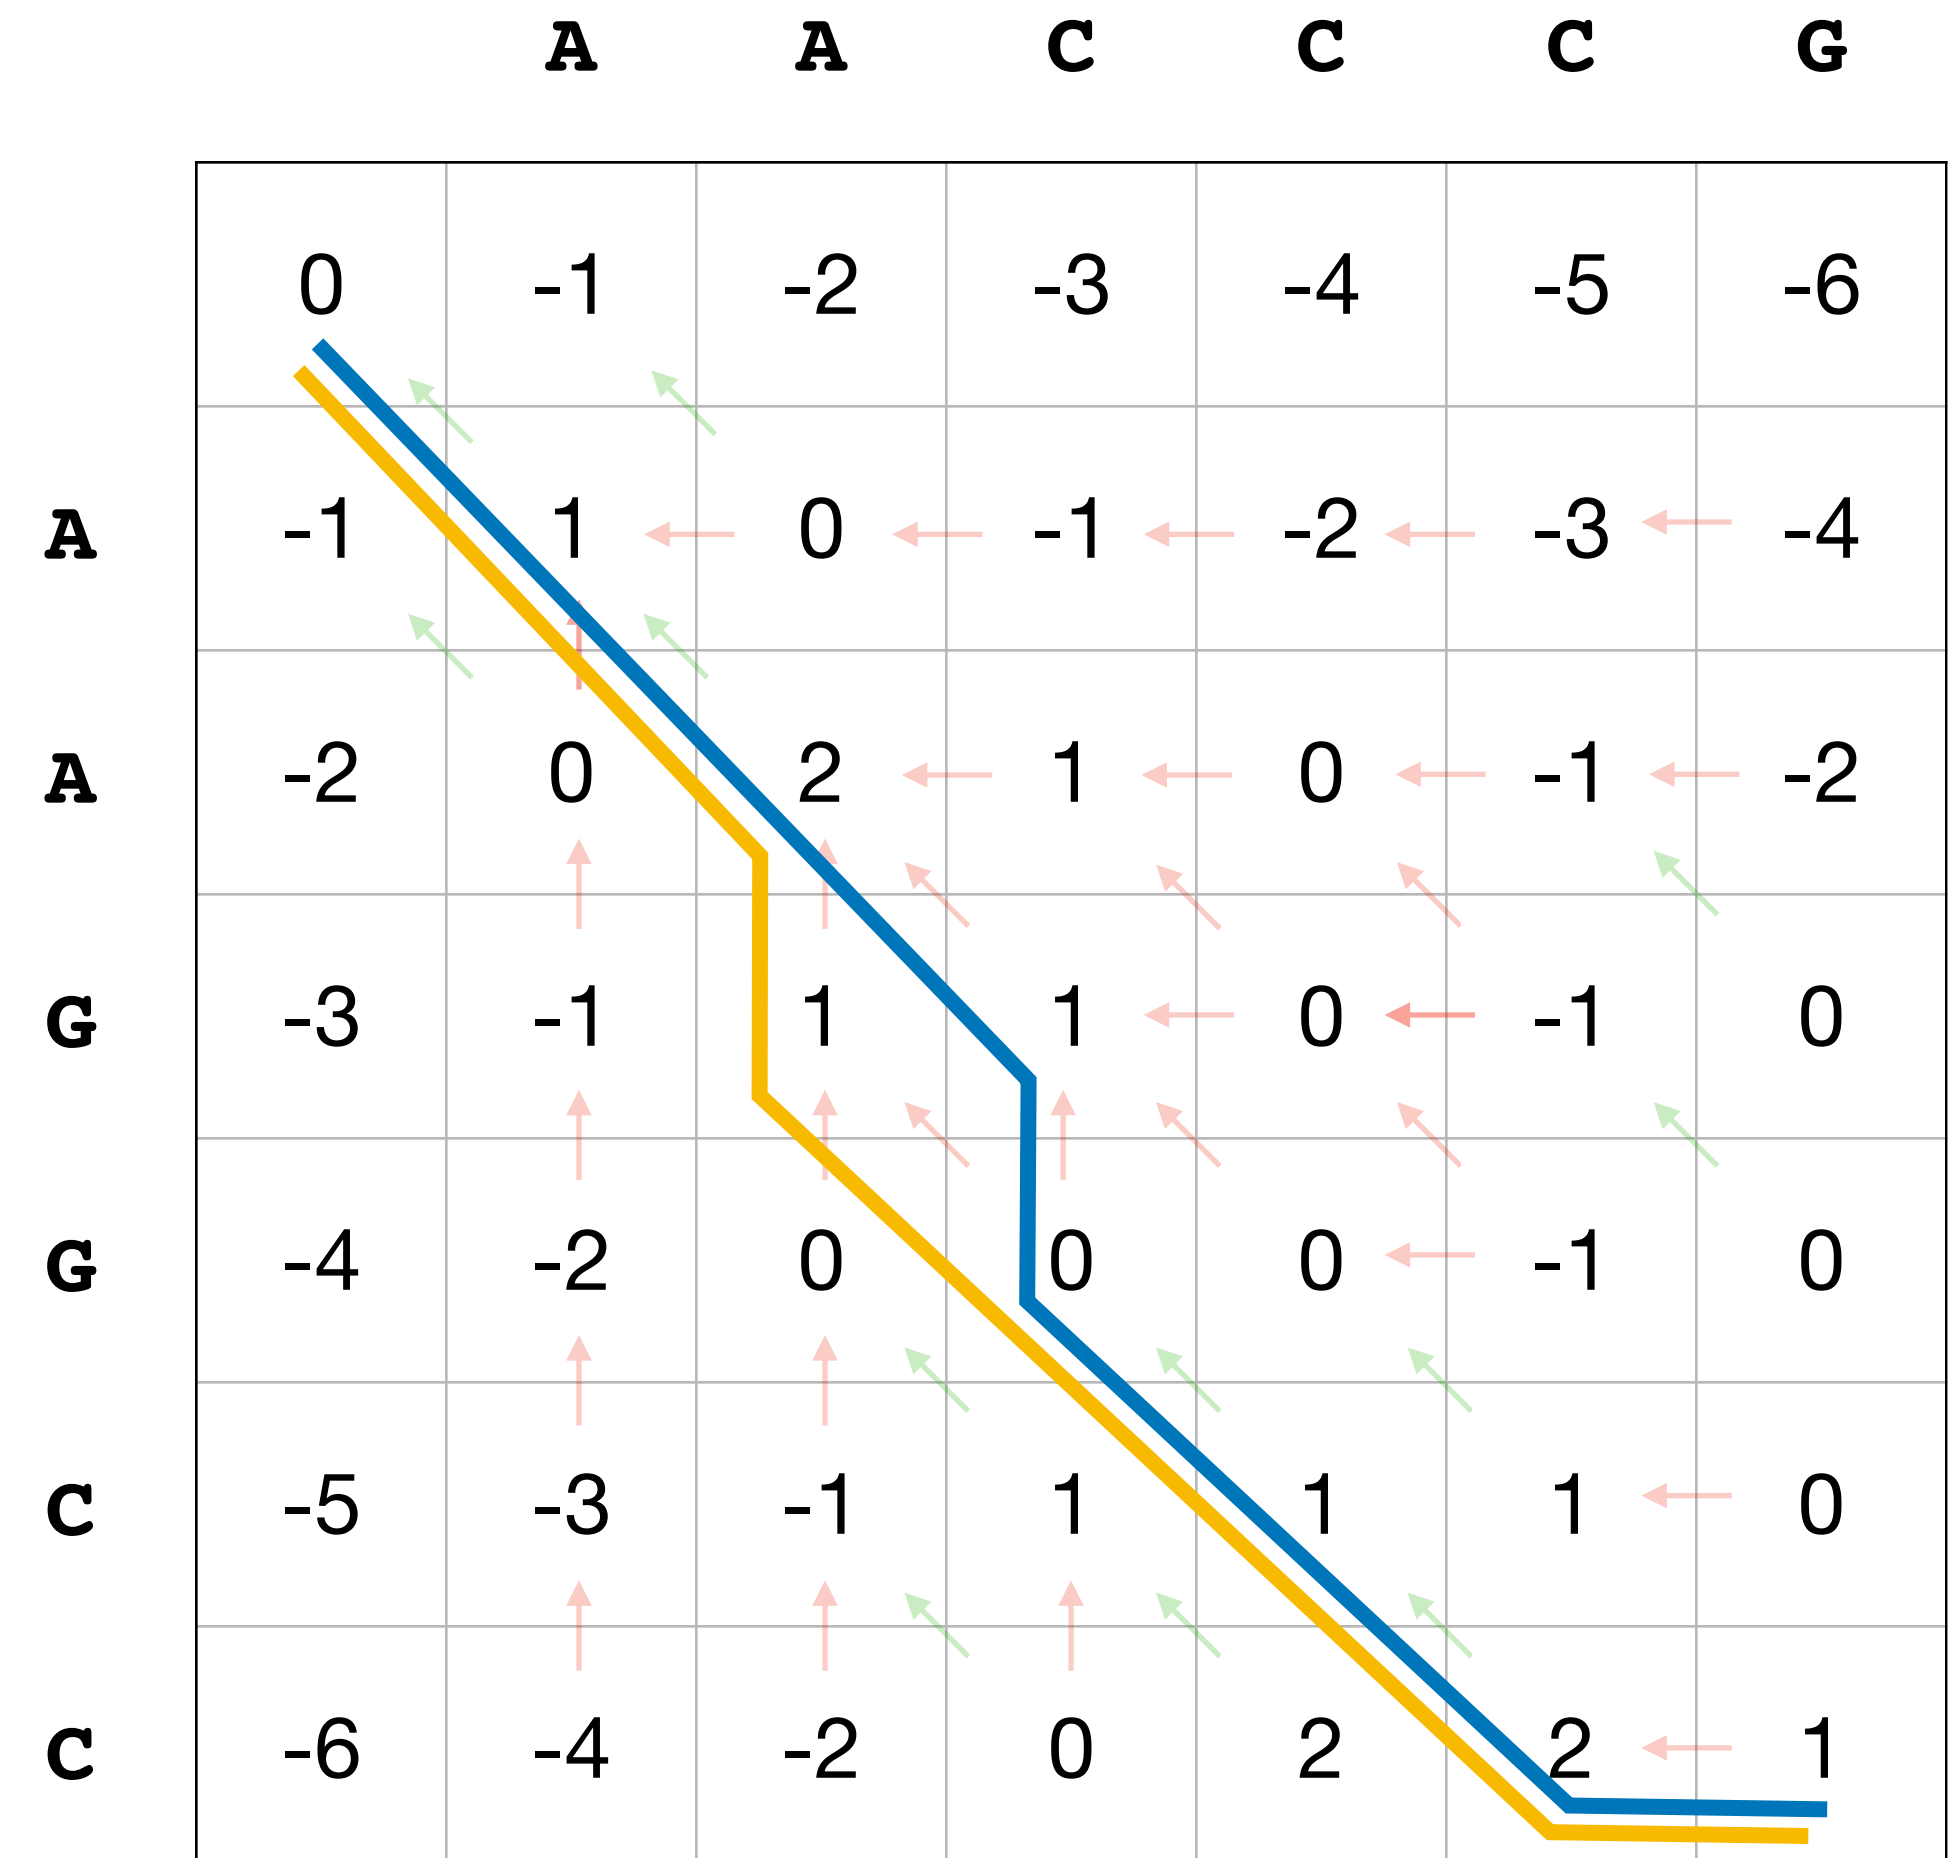 A A C C C G
0 -1 -2 -3 -4 -5 -6
A -1 1 0 -1 -2 -3 -4
A -2 0 2 1 0 -1 -2
G -3 -1 1 1 0 -1 0
G -4 -2 0 0 0 -1 0
C -5 -3 -1 1 1 1 0
C -6 -4 -2 0 2 2 1